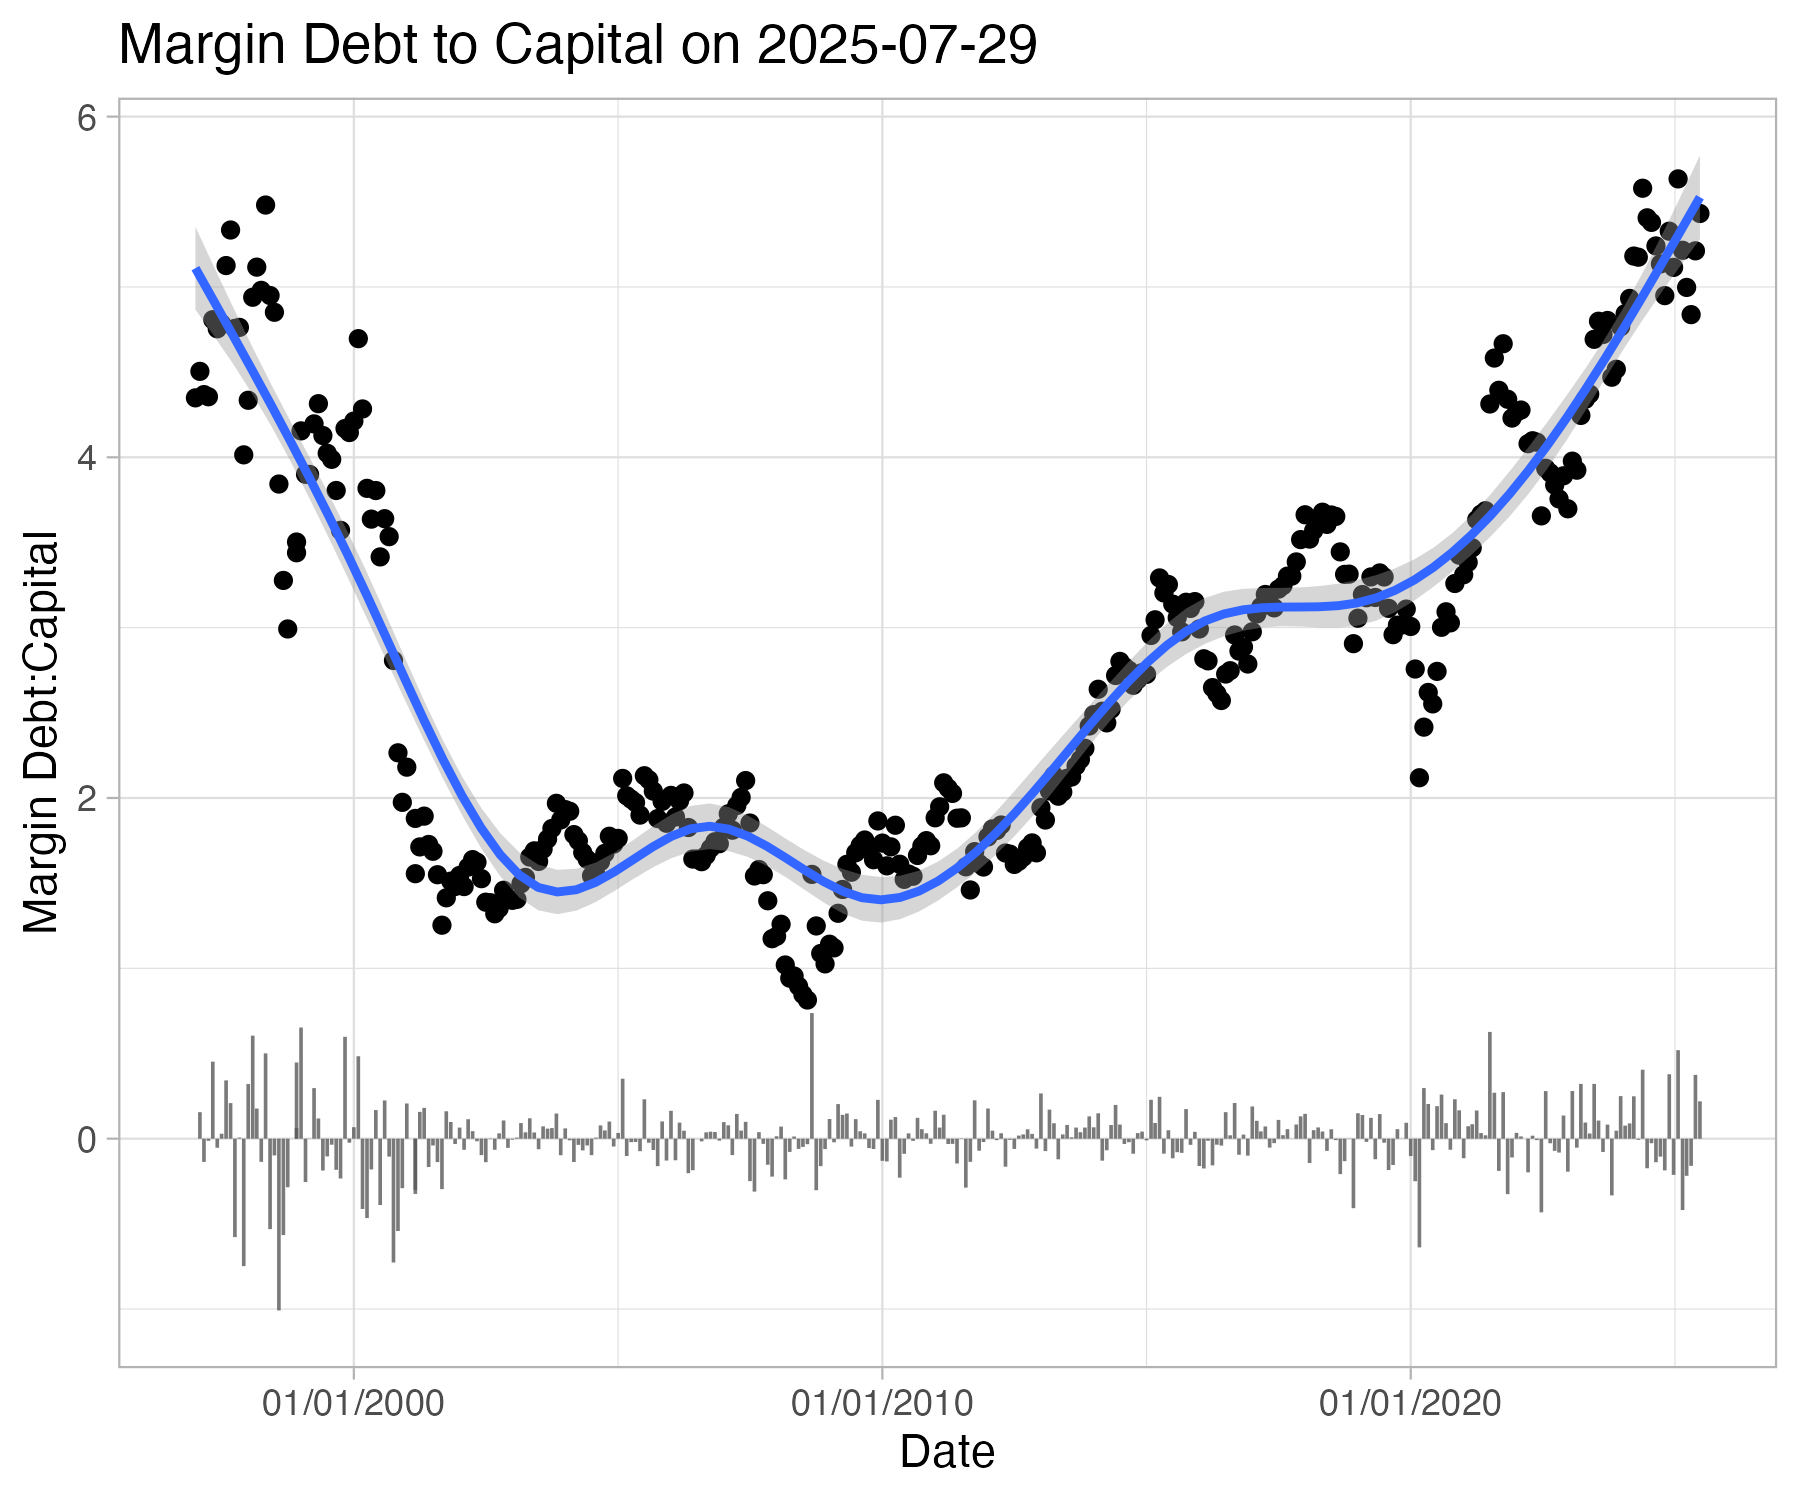 Margin Debt to Capital on 2025-07-29
6
4
2
0
Margin Debt:Capital
01/01/2000 01/01/2010 01/01/2020
Date